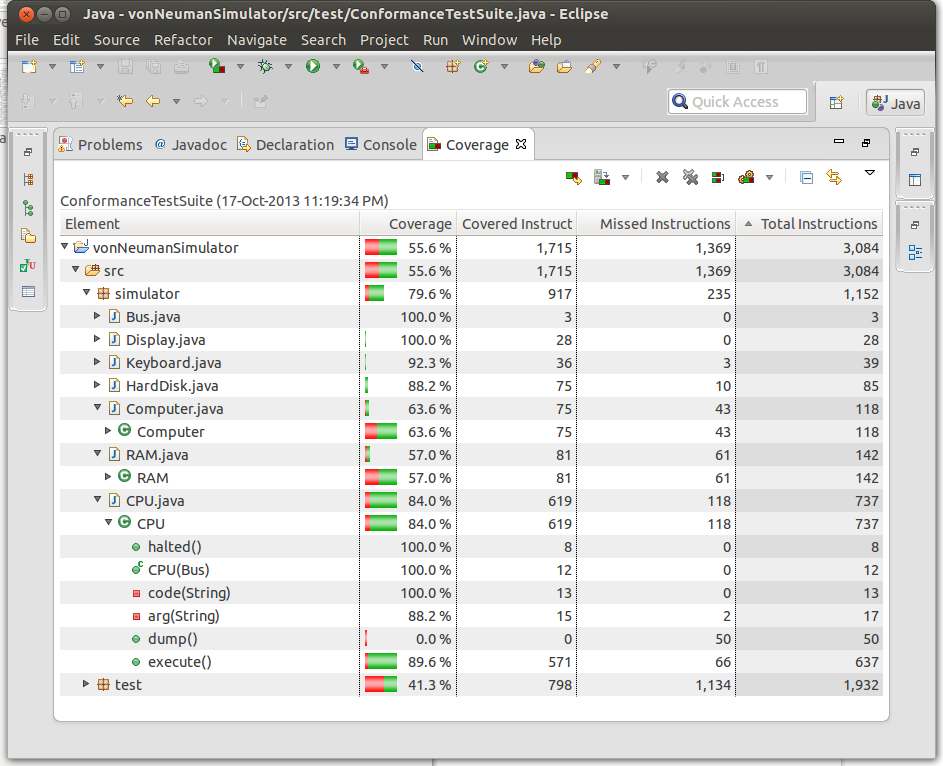 Java - vonNeumanSimulator/src/test/ConformanceTestSuite.java - Eclipse
File Edit Source Refactor Navigate Search Project Run Window Help
Quick Access Java
Problems @ Javadoc Declaration Console Coverage
ConformanceTestSuite (17-Oct-2013 11:19:34 PM)
Element Coverage Covered Instruct Missed Instructions Total Instructions
vonNeumanSimulator 55.6 % 1,715 1,369 3,084
src 55.6 % 1,715 1,369 3,084
simulator 79.6 % 917 235 1,152
Bus.java 100.0 % 3 0 3
Display.java 100.0 % 28 0 28
Keyboard.java 92.3 % 36 3 39
HardDisk.java 88.2 % 75 10 85
Computer.java 63.6 % 75 43 118
Computer 63.6 % 75 43 118
RAM.java 57.0 % 81 61 142
RAM 57.0 % 81 61 142
CPU.java 84.0 % 619 118 737
CPU 84.0 % 619 118 737
halted() 100.0 % 8 0 8
CPU(Bus) 100.0 % 12 0 12
code(String) 100.0 % 13 0 13
arg(String) 88.2 % 15 2 17
dump() 0.0 % 0 50 50
execute() 89.6 % 571 66 637
test 41.3 % 798 1,134 1,932